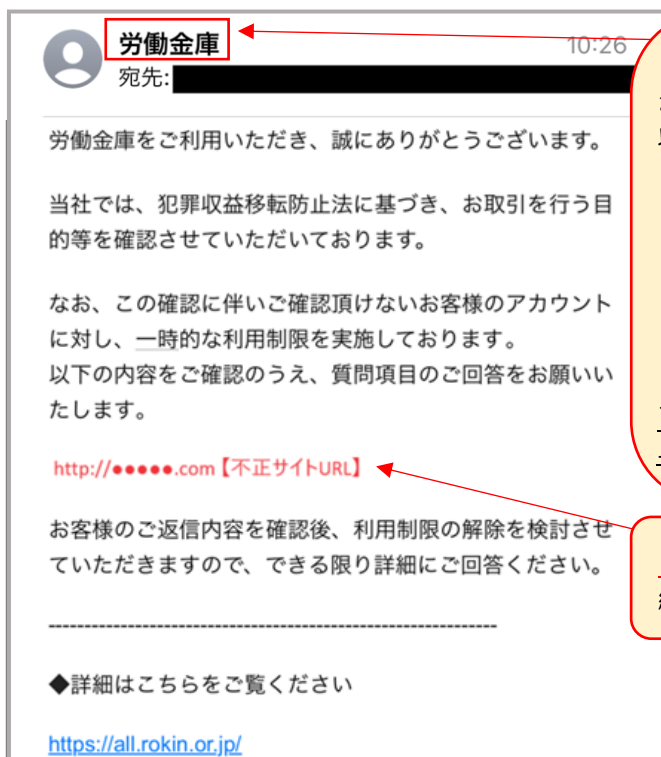 労働金庫
10:26
宛先:
労働金庫をご利用いただき、誠にありがとうございます。
当社では、犯罪収益移転防止法に基づき、お取引を行う目
的等を確認させていただいております。
なお、この確認に伴いご確認頂けないお客様のアカウント
に対し、一時的な利用制限を実施しております。
以下の内容をご確認のうえ、質問項目のご回答をお願いい
たします。
http://●●●●●.com【不正サイトURL】
お客様のご返信内容を確認後、利用制限の解除を検討させ
ていただきますので、できる限り詳細にご回答ください。
----------------------------------------------------------------
◆詳細はこちらをご覧ください
https://all.rokin.or.jp/